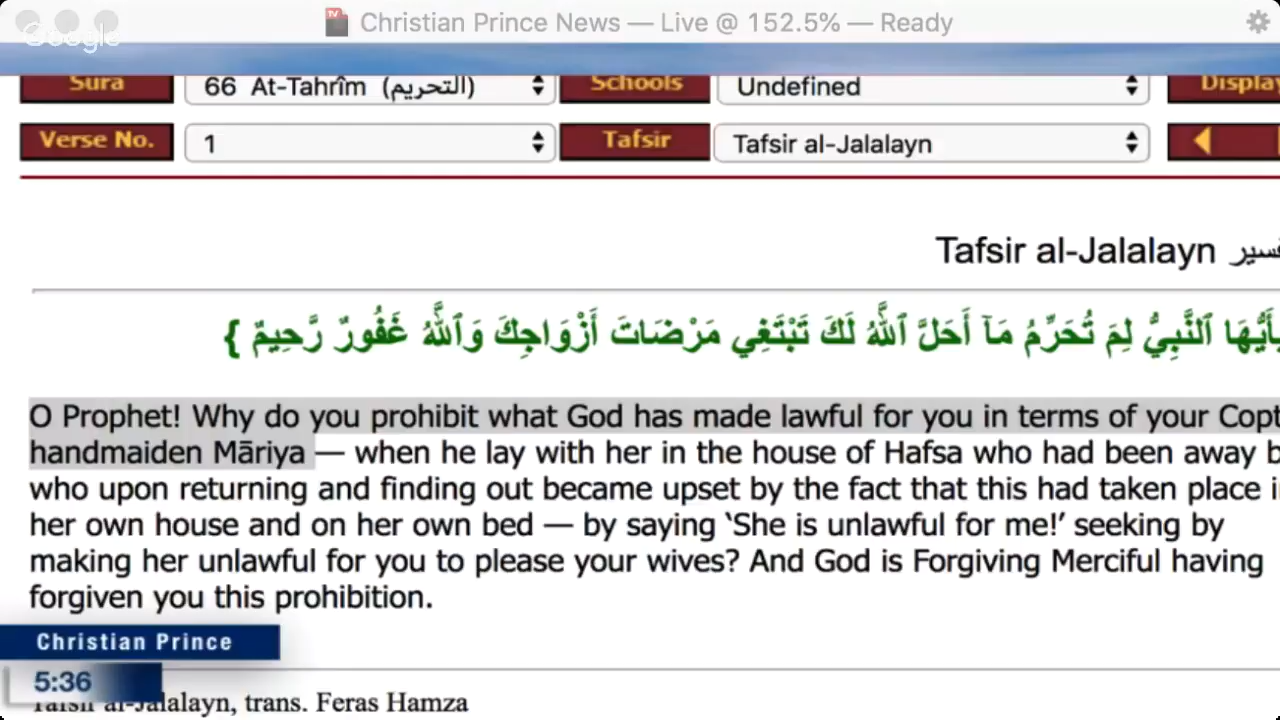 Christian Prince News — Live @ 152.5% — Ready
Google
Sura 66 At-Tahrîm (التحريم) Schools Undefined Display
Verse No. 1 Tafsir Tafsir al-Jalalayn
Tafsir al-Jalalayn
ٱلنَّبِيُّ لِمَ تُحَرِّمُ مَآ أَحَلَّ ٱللَّهُ لَكَ تَبْتَغِي مَرْضَاتَ أَزْوَاجِكَ وَٱللَّهُ غَفُورٌ رَّحِيمٌ }
O Prophet! Why do you prohibit what God has made lawful for you in terms of your Copt
handmaiden Māriya — when he lay with her in the house of Hafsa who had been away b
who upon returning and finding out became upset by the fact that this had taken place i
her own house and on her own bed — by saying ‘She is unlawful for me!’ seeking by
making her unlawful for you to please your wives? And God is Forgiving Merciful having
forgiven you this prohibition.
Christian Prince
5:36
Tafsir al-Jalalayn, trans. Feras Hamza